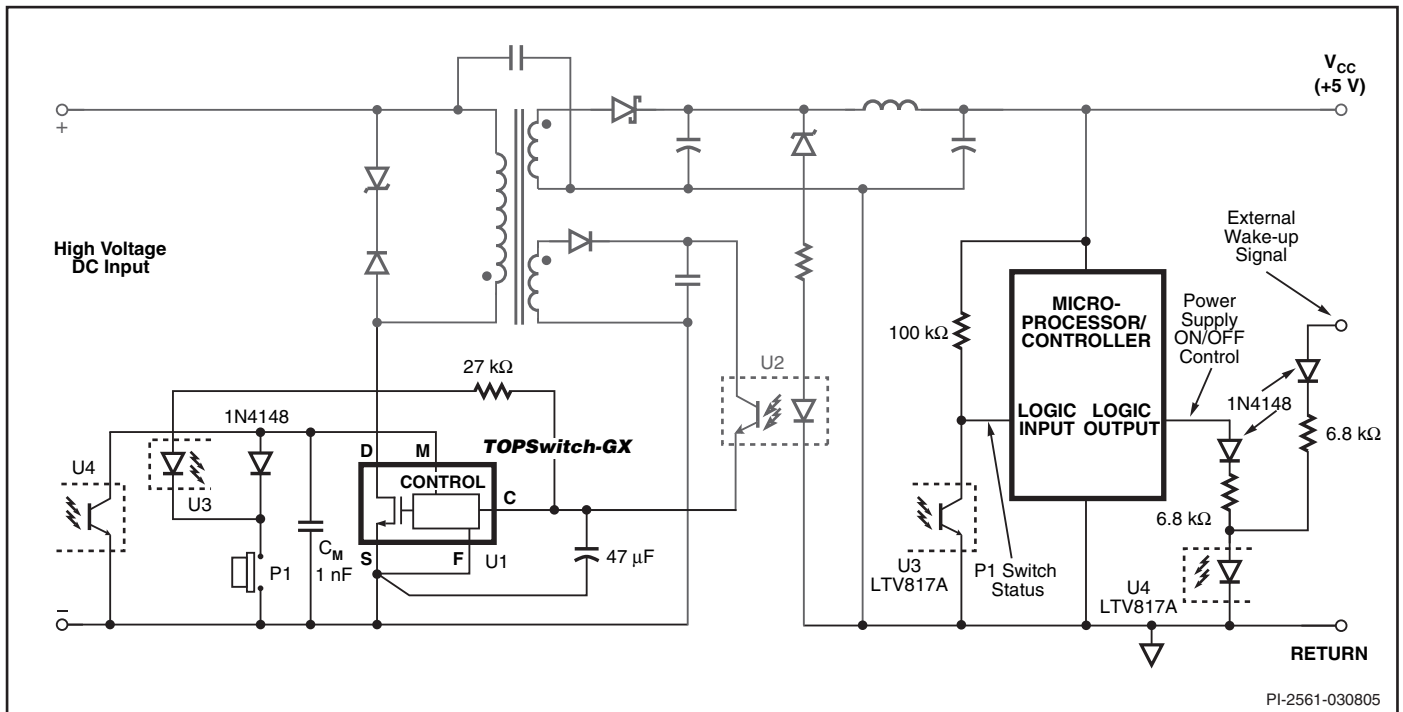 V_CC
(+5 V)
+
High Voltage
DC Input
External
Wake-up
Signal
MICRO-
PROCESSOR/
CONTROLLER
Power
Supply
ON/OFF
Control
100 kΩ
U2
27 kΩ
1N4148
1N4148
LOGIC
INPUT
LOGIC
OUTPUT
6.8 kΩ
TOPSwitch-GX
D
M
CONTROL
C
U4
U3
6.8 kΩ
C_M
1 nF
P1
S
F
U1
47 µF
U3
LTV817A
P1 Switch
Status
U4
LTV817A
–
RETURN
PI-2561-030805